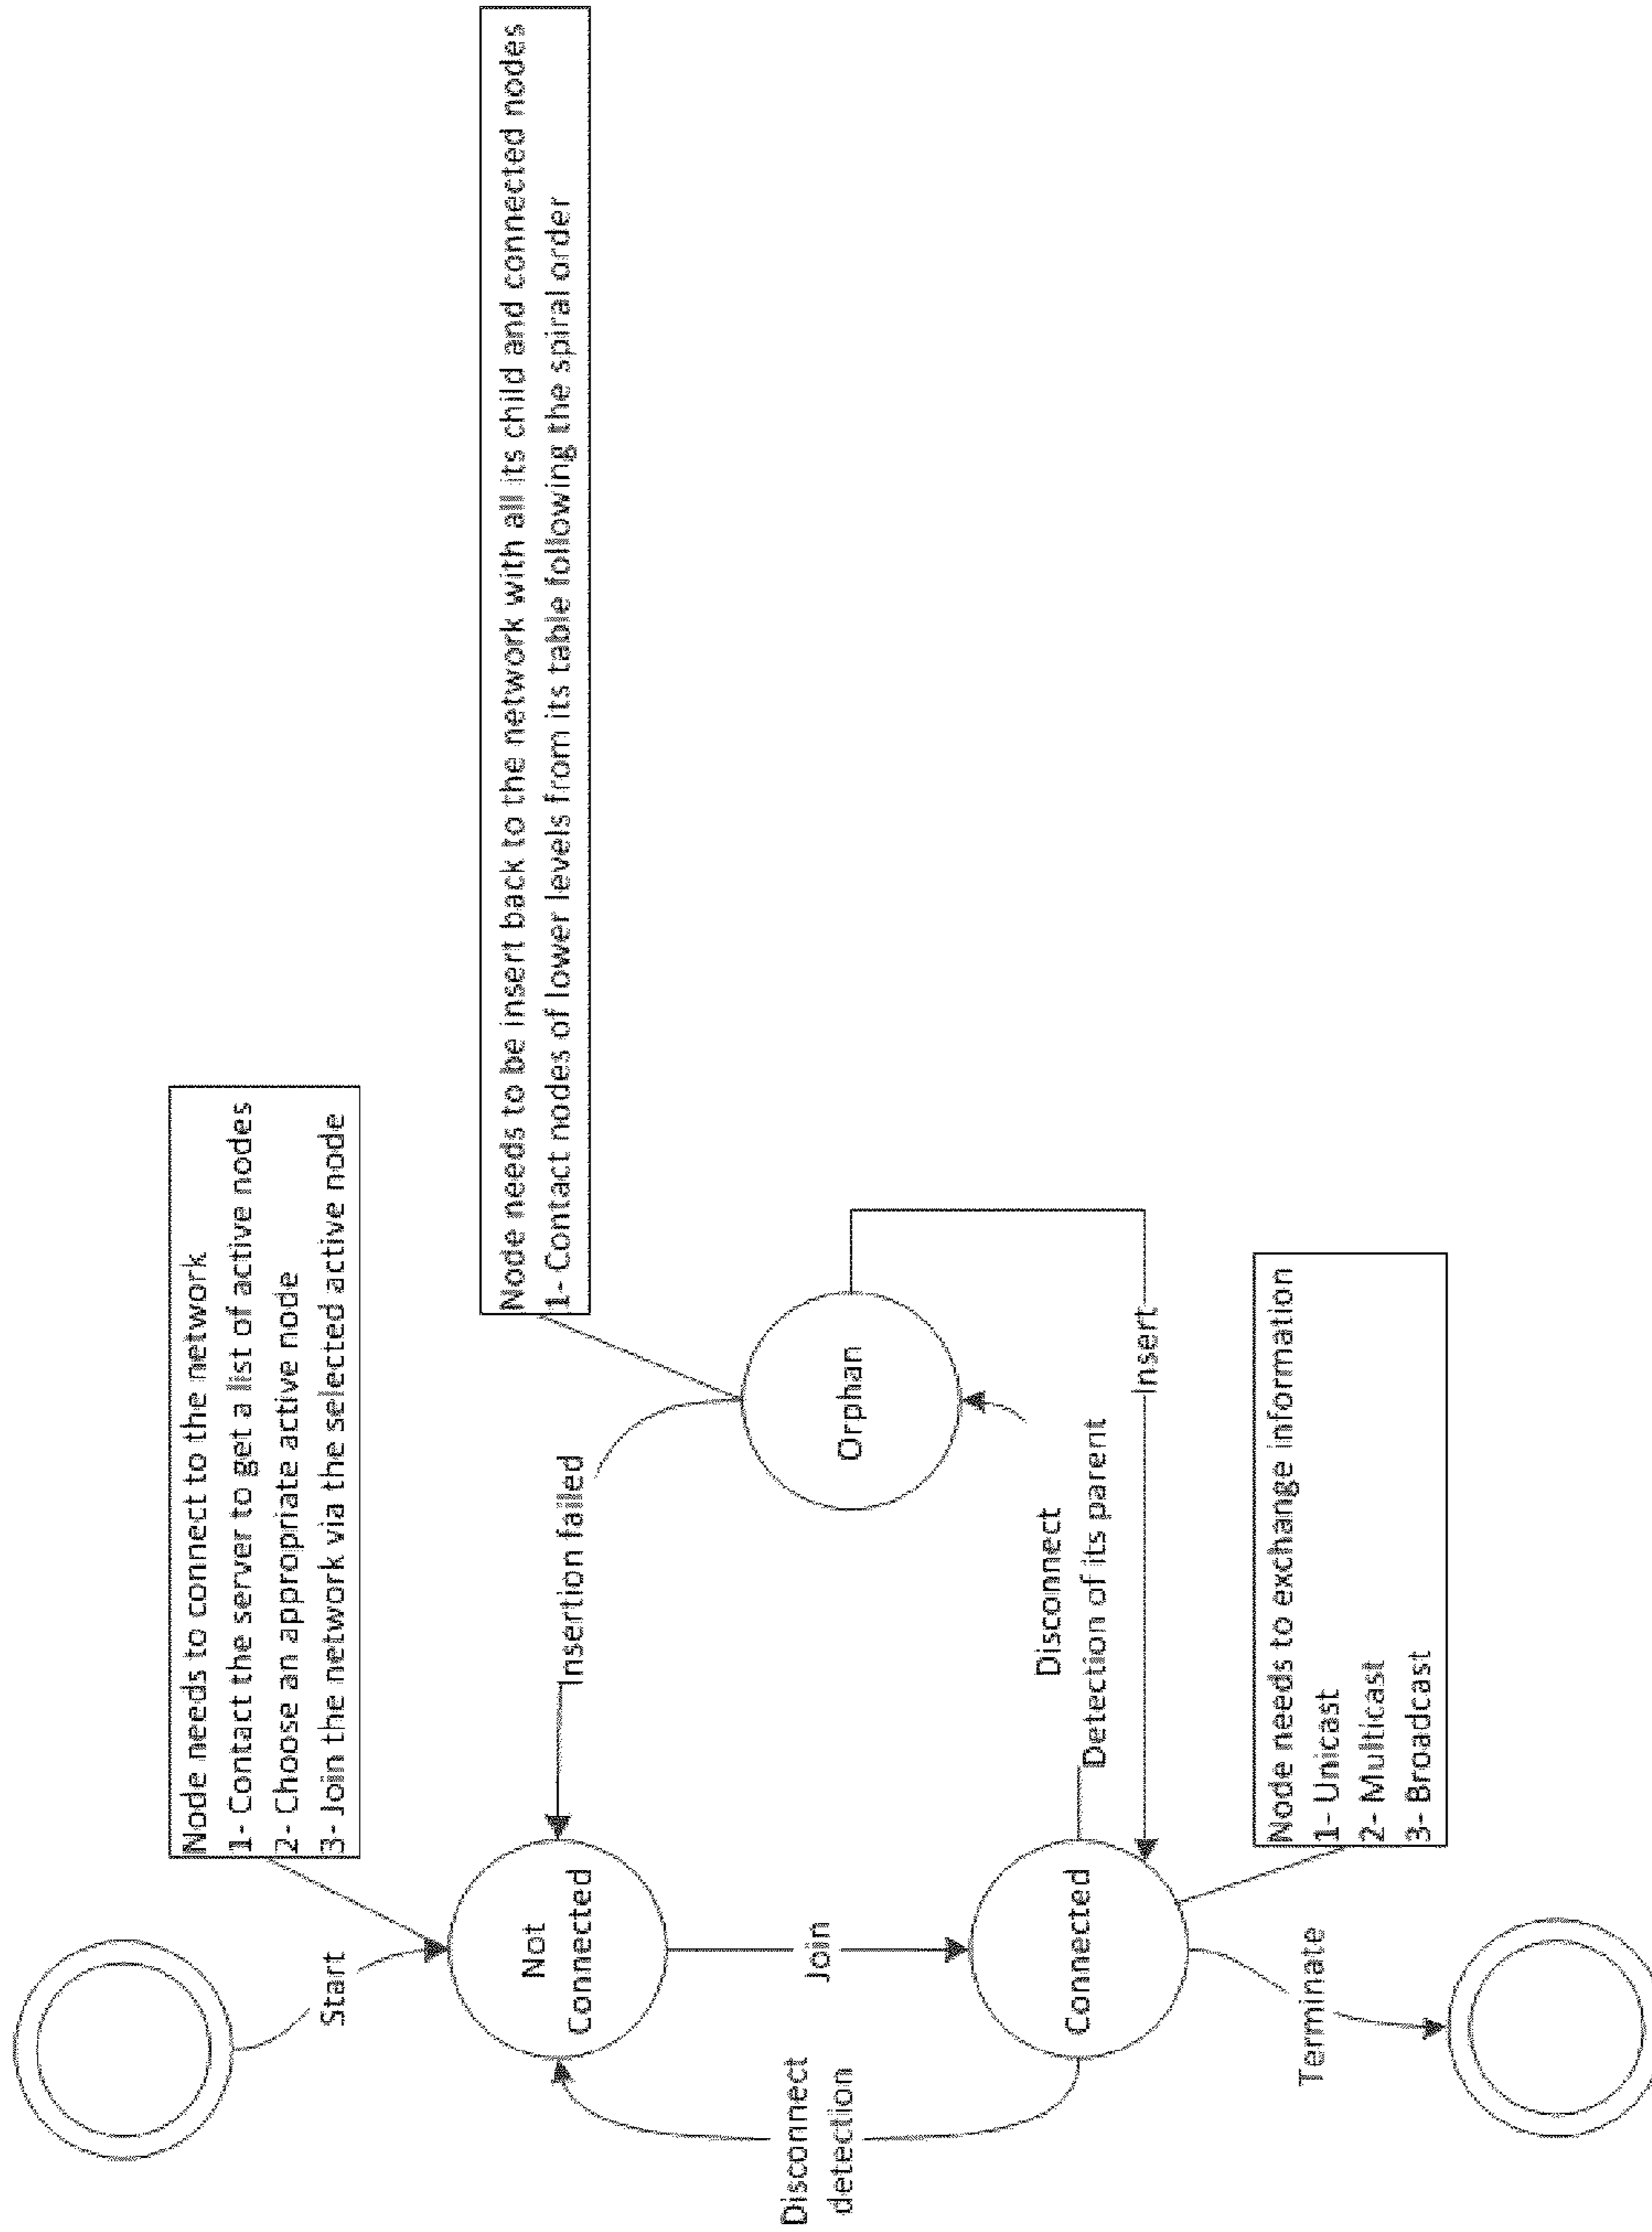 Start
Node needs to connect to the network
1- Contact the server to get a list of active nodes
2- Choose an appropriate active node
3- Join the network via the selected active node
Not
Connected
Insertion failed
Node needs to be insert back to the network with all its child and connected nodes
1- Contact nodes of lower levels from its table following the spiral order
Disconnect
detection
Join
Orphan
Disconnect
Detection of its parent
Insert
Connected
Terminate
Node needs to exchange information
1- Unicast
2- Multicast
3- Broadcast